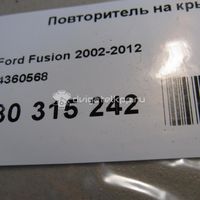 Повторитель на кры
Ford Fusion 2002-2012
4360568
30 315 242